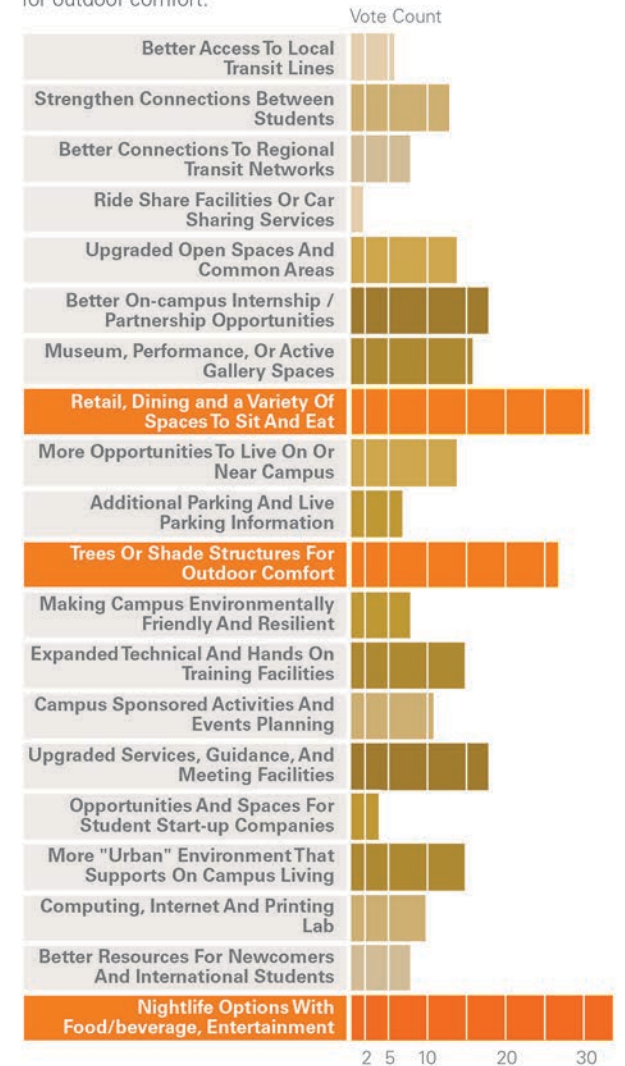 for outdoor comfort.
Vote Count
Better Access To Local
Transit Lines
Strengthen Connections Between
Students
Better Connections To Regional
Transit Networks
Ride Share Facilities Or Car
Sharing Services
Upgraded Open Spaces And
Common Areas
Better On-campus Internship /
Partnership Opportunities
Museum, Performance, Or Active
Gallery Spaces
Retail, Dining and a Variety Of
Spaces To Sit And Eat
More Opportunities To Live On Or
Near Campus
Additional Parking And Live
Parking Information
Trees Or Shade Structures For
Outdoor Comfort
Making Campus Environmentally
Friendly And Resilient
Expanded Technical And Hands On
Training Facilities
Campus Sponsored Activities And
Events Planning
Upgraded Services, Guidance, And
Meeting Facilities
Opportunities And Spaces For
Student Start-up Companies
More "Urban" Environment That
Supports On Campus Living
Computing, Internet And Printing
Lab
Better Resources For Newcomers
And International Students
Nightlife Options With
Food/beverage, Entertainment
2 5 10 20 30